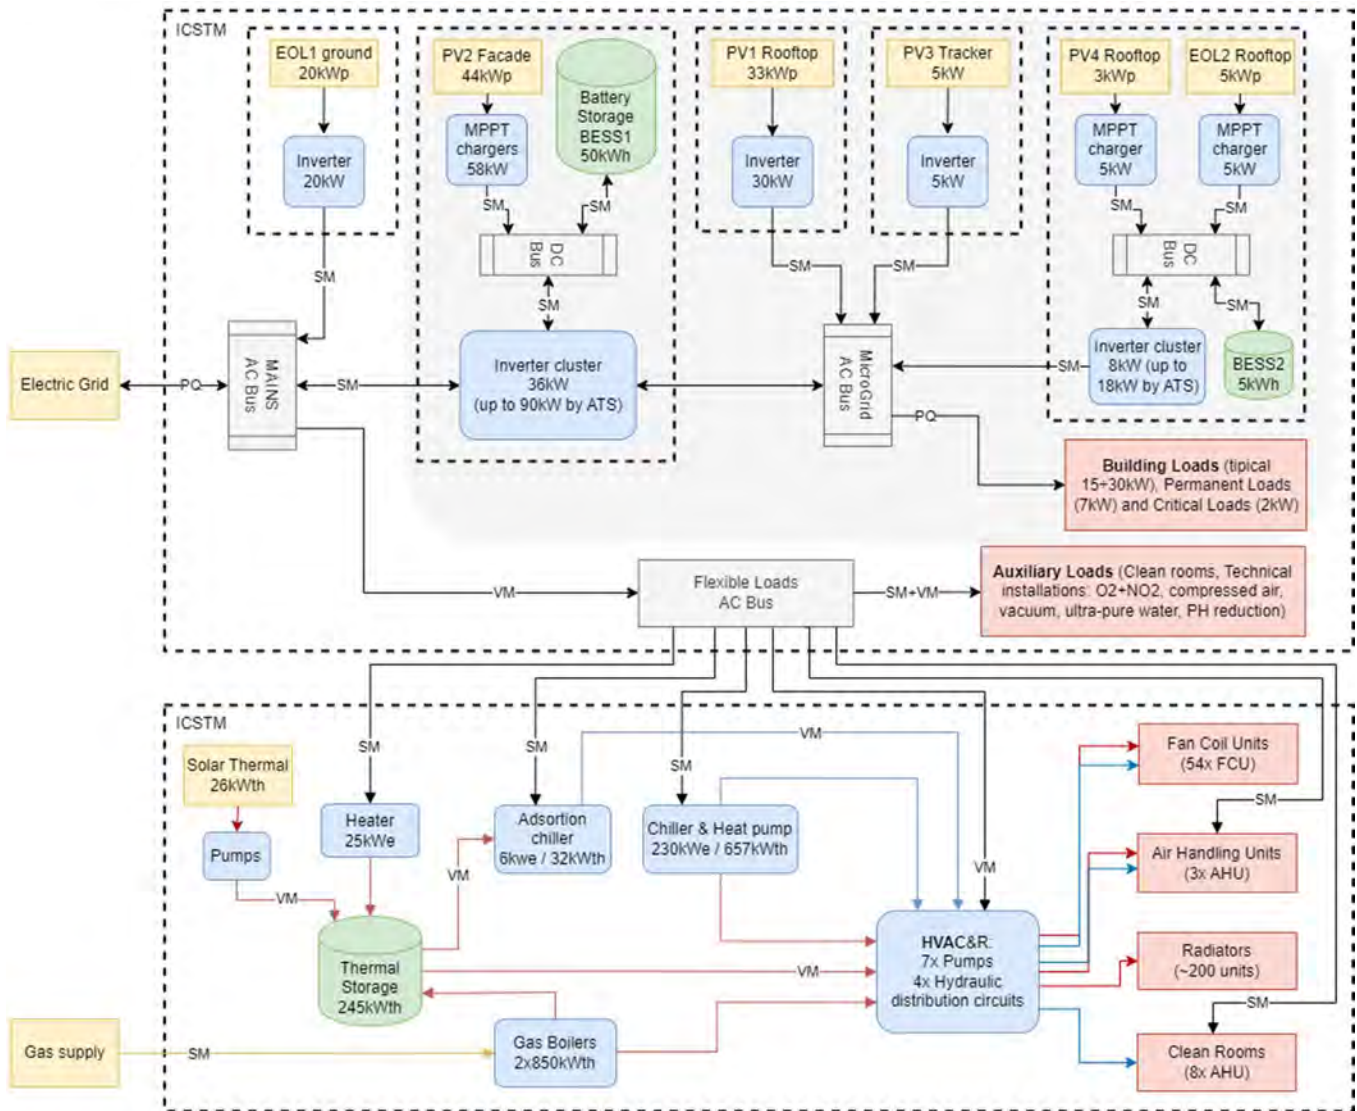 ICSTM
EOL1 ground
20kWp
PV2 Facade
44kWp
Battery
Storage
BESS1
50kWh
PV1 Rooftop
33kWp
PV3 Tracker
5kW
PV4 Rooftop
3kWp
EOL2 Rooftop
5kWp
Inverter
20kW
MPPT
chargers
58kW
Inverter
30kW
Inverter
5kW
MPPT
charger
5kW
MPPT
charger
5kW
SM
SM
DC
Bus
SM
SM
DC
Bus
SM
SM
SM
SM
SM
SM
Electric Grid
PQ
MAINS
AC Bus
SM
Inverter cluster
36kW
(up to 90kW by ATS)
MicroGrid
AC Bus
SM
Inverter cluster
8kW (up to
18kW by ATS)
BESS2
5kWh
PQ
Building Loads (tipical
15÷30kW), Permanent Loads
(7kW) and Critical Loads (2kW)
VM
Flexible Loads
AC Bus
SM+VM
Auxiliary Loads (Clean rooms, Technical
installations: O2+NO2, compressed air,
vacuum, ultra-pure water, PH reduction)
ICSTM
Solar Thermal
26kWth
SM
SM
SM
VM
Fan Coil Units
(54x FCU)
SM
Pumps
Heater
25kWe
Adsortion
chiller
6kwe / 32kWth
Chiller & Heat pump
230kWe / 657kWth
Air Handling Units
(3x AHU)
VM
VM
VM
Thermal
Storage
245kWth
VM
HVAC&R:
7x Pumps
4x Hydraulic
distribution circuits
Radiators
(~200 units)
SM
Gas supply
SM
Gas Boilers
2x850kWth
Clean Rooms
(8x AHU)